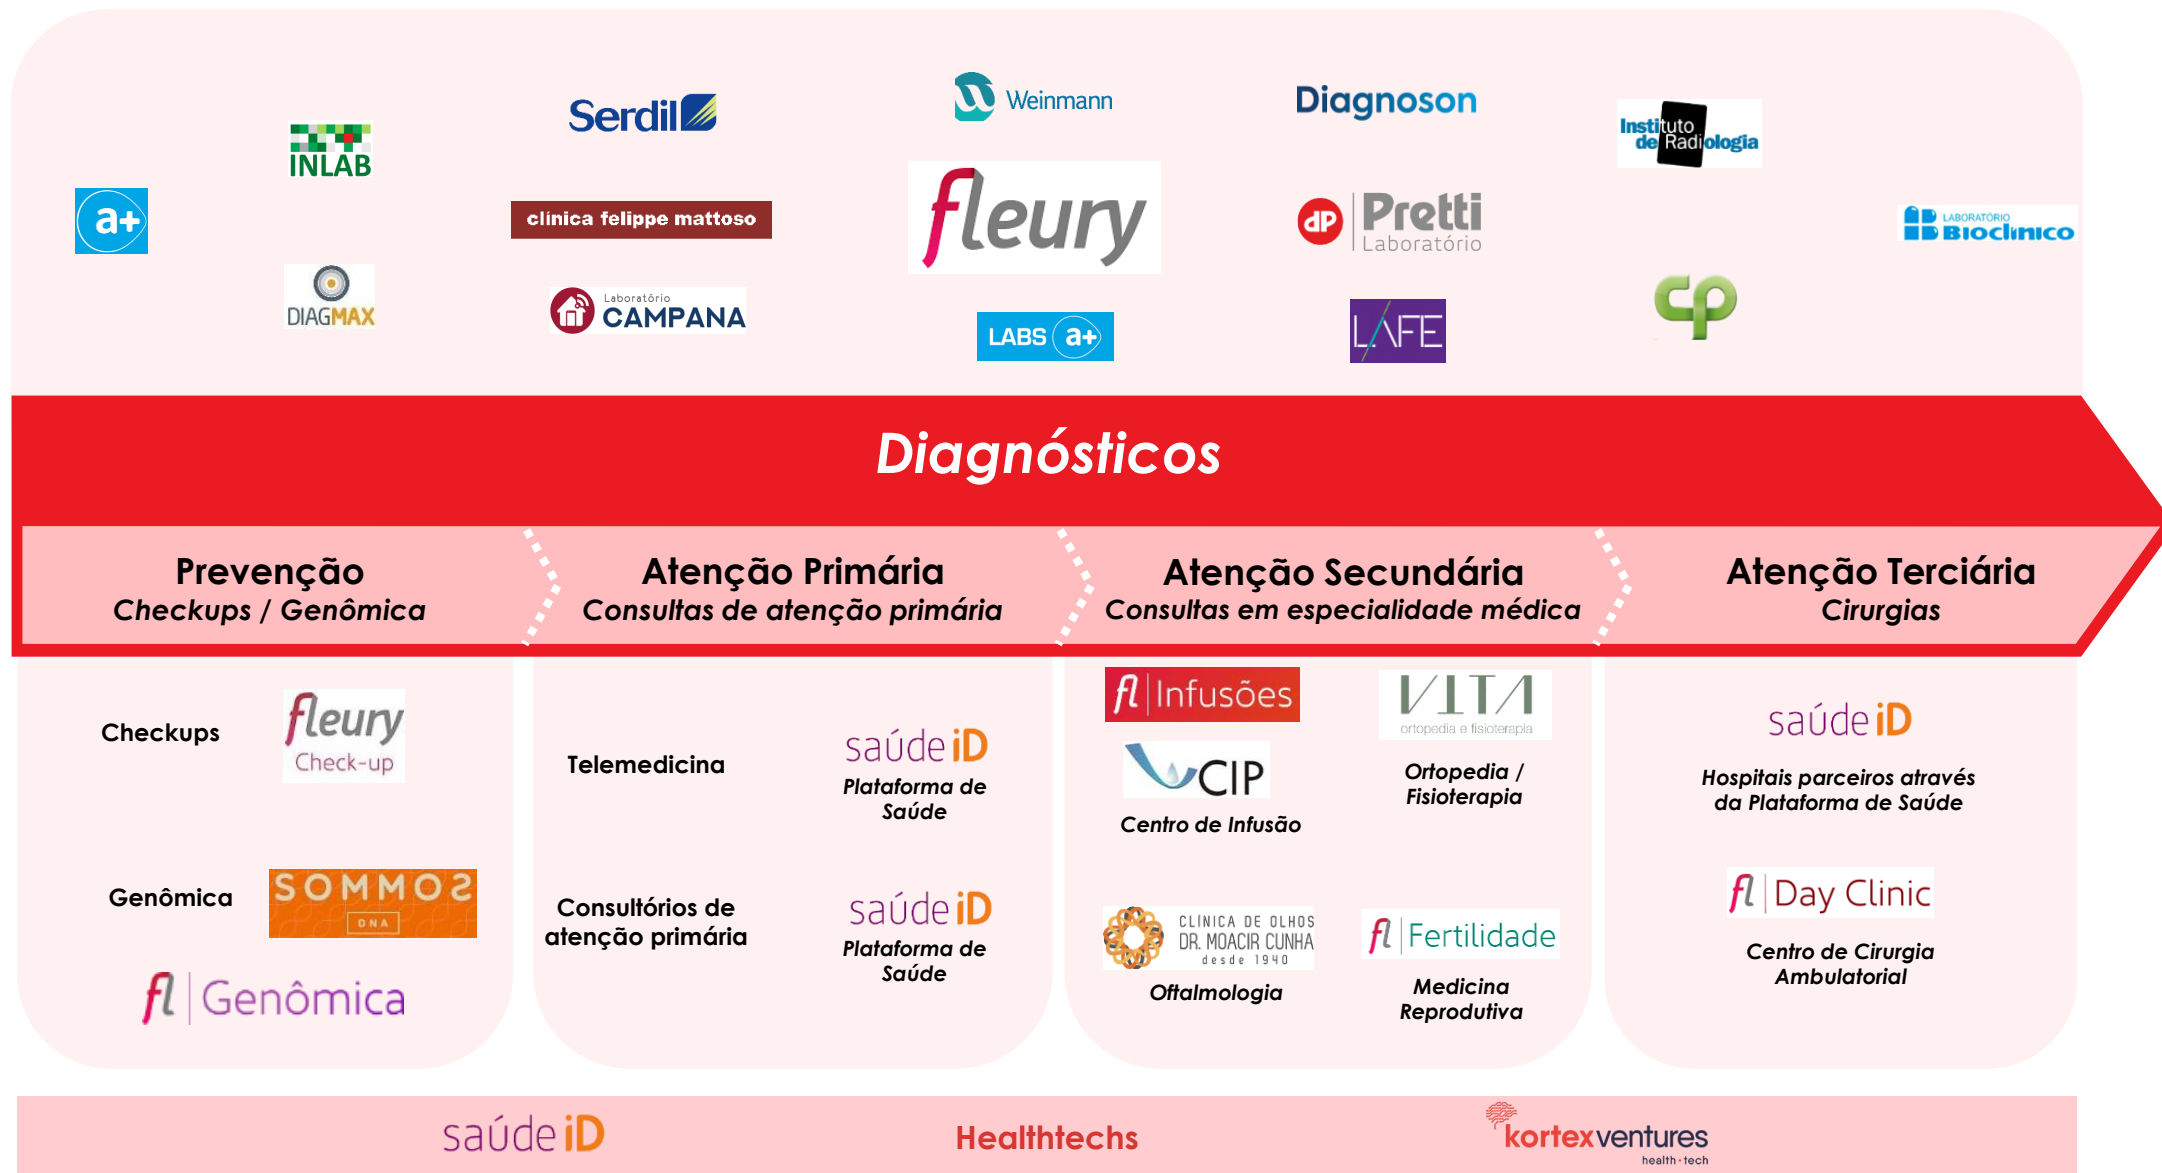 a+
INLAB
DIAGMAX
Serdil
clínica felippe mattoso
Laboratório
CAMPANA
Weinmann
fleury
LABS a+
Diagnoson
dP Pretti
Laboratório
LAFE
Instituto
de Radiologia
cp
LABORATÓRIO
Bioclínico
Diagnósticos
Prevenção
Checkups / Genômica
Atenção Primária
Consultas de atenção primária
Atenção Secundária
Consultas em especialidade médica
Atenção Terciária
Cirurgias
Checkups
fleury
Check-up
Genômica
SOMMOS
DNA
fl Genômica
Telemedicina
saúde iD
Plataforma de
Saúde
Consultórios de
atenção primária
saúde iD
Plataforma de
Saúde
fl Infusões
CIP
Centro de Infusão
VITA
ortopedia e fisioterapia
Ortopedia /
Fisioterapia
CLÍNICA DE OLHOS
DR. MOACIR CUNHA
desde 1940
Oftalmologia
fl Fertilidade
Medicina
Reprodutiva
saúde iD
Hospitais parceiros através
da Plataforma de Saúde
fl Day Clinic
Centro de Cirurgia
Ambulatorial
saúde iD
Healthtechs
kortex ventures
health · tech